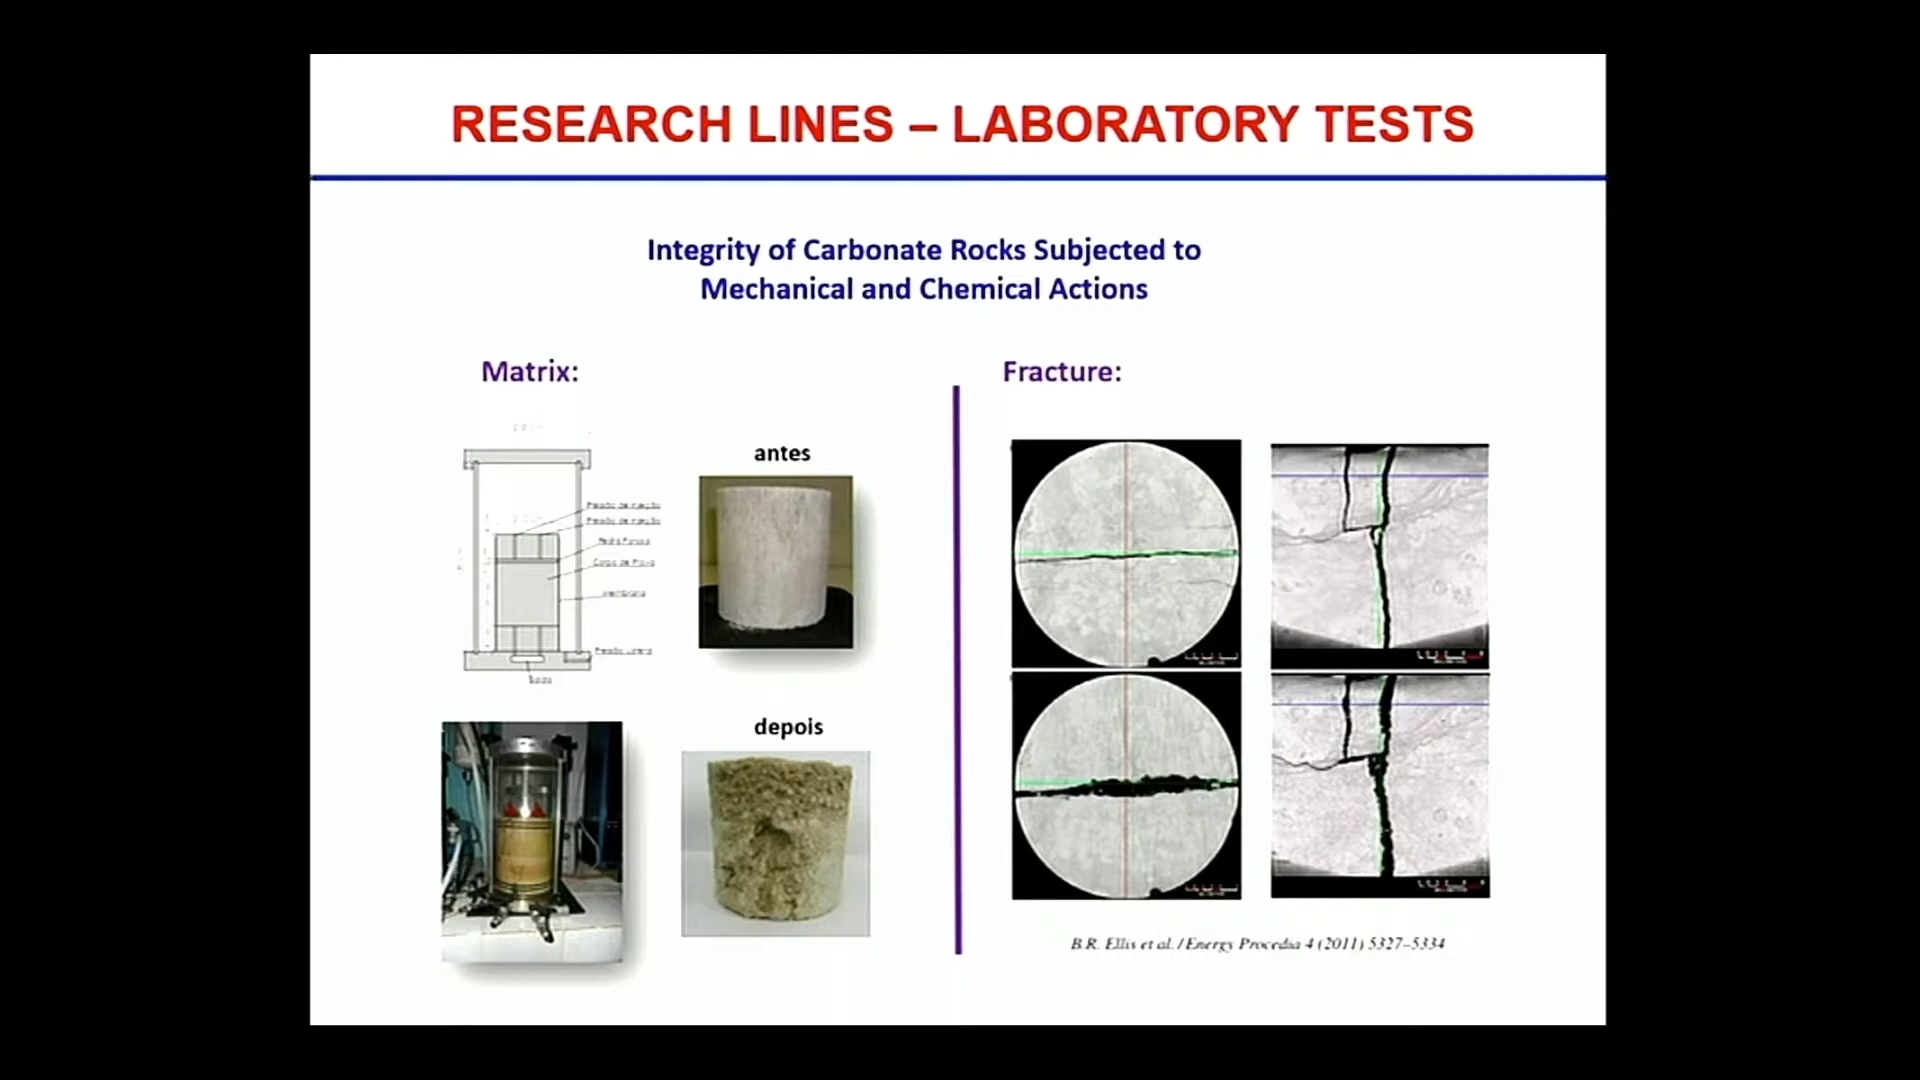 RESEARCH LINES – LABORATORY TESTS
Integrity of Carbonate Rocks Subjected to
Mechanical and Chemical Actions
Matrix:
antes
depois
Fracture:
B.R. Ellis et al. / Energy Procedia 4 (2011) 5327–5334